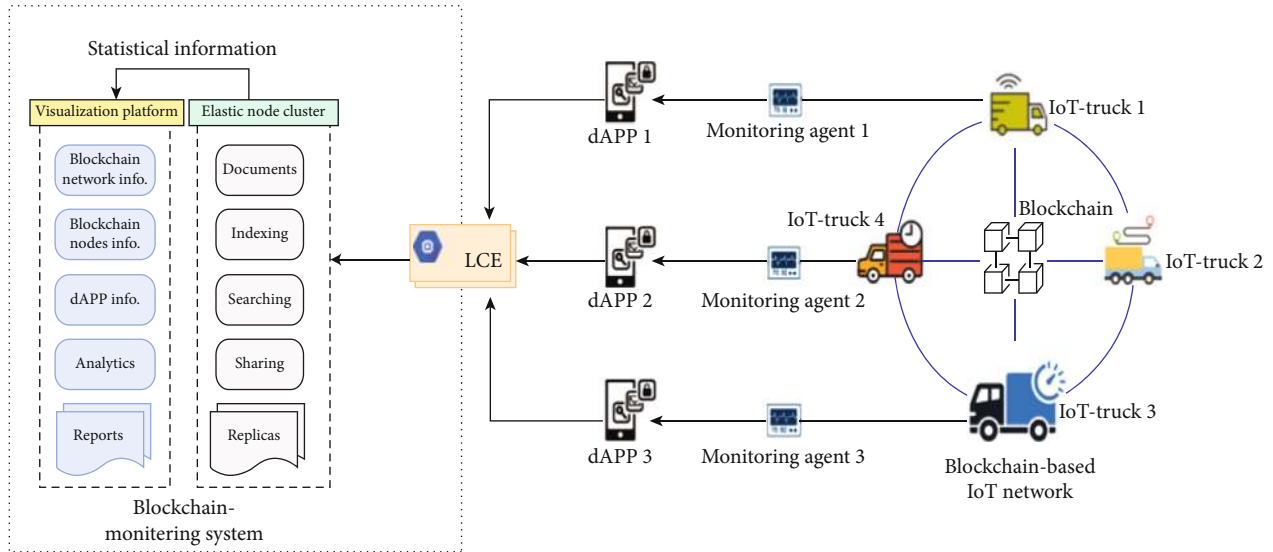 Statistical information
Visualization platform
Elastic node cluster
Blockchain
network info.
Blockchain
nodes info.
dAPP info.
Analytics
Reports
Documents
Indexing
Searching
Sharing
Replicas
Blockchain-
monitering system
LCE
dAPP 1
Monitoring agent 1
IoT-truck 1
dAPP 2
Monitoring agent 2
IoT-truck 4
Blockchain
IoT-truck 2
dAPP 3
Monitoring agent 3
IoT-truck 3
Blockchain-based
IoT network